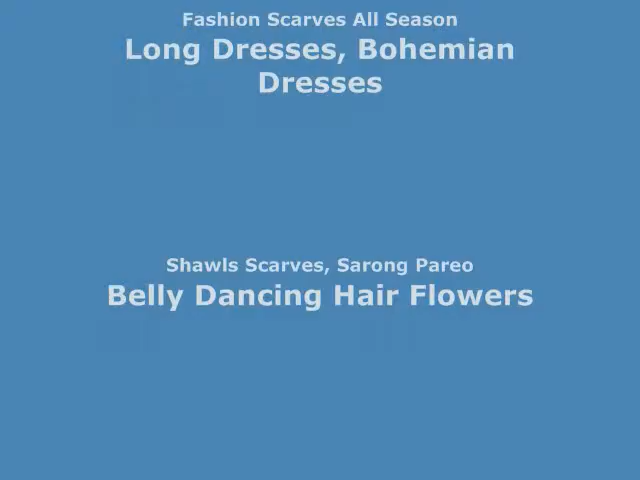 Fashion Scarves All Season
Long Dresses, Bohemian
Dresses
Shawls Scarves, Sarong Pareo
Belly Dancing Hair Flowers